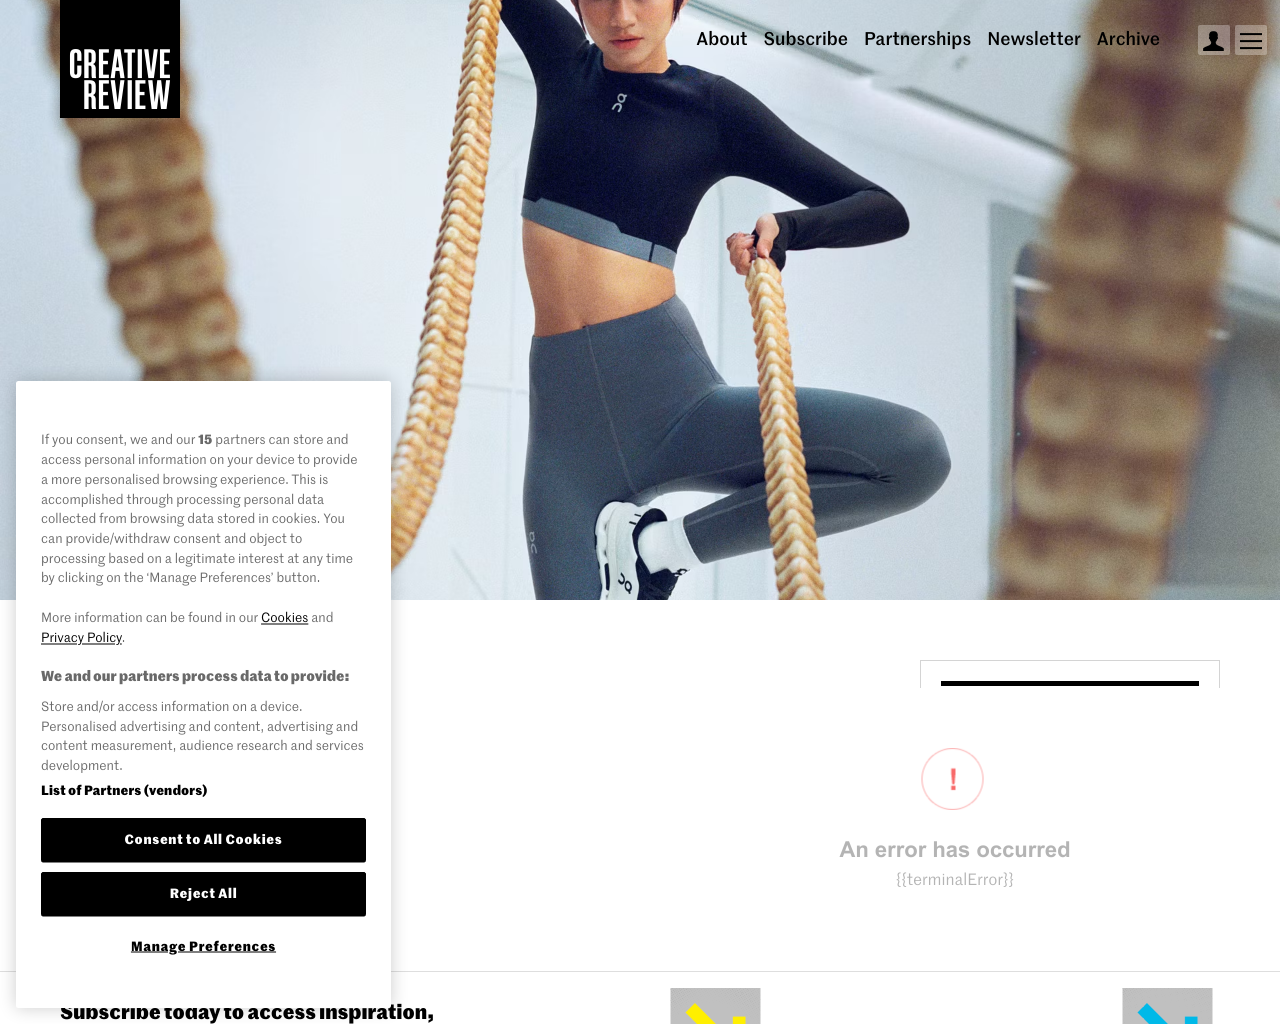 CREATIVE
REVIEW
About Subscribe Partnerships Newsletter Archive
If you consent, we and our 15 partners can store and
access personal information on your device to provide
a more personalised browsing experience. This is
accomplished through processing personal data
collected from browsing data stored in cookies. You
can provide/withdraw consent and object to
processing based on a legitimate interest at any time
by clicking on the ‘Manage Preferences’ button.
More information can be found in our Cookies and
Privacy Policy.
We and our partners process data to provide:
Store and/or access information on a device.
Personalised advertising and content, advertising and
content measurement, audience research and services
development.
List of Partners (vendors)
Consent to All Cookies
Reject All
Manage Preferences
!
An error has occurred
{{terminalError}}
Subscribe today to access inspiration,